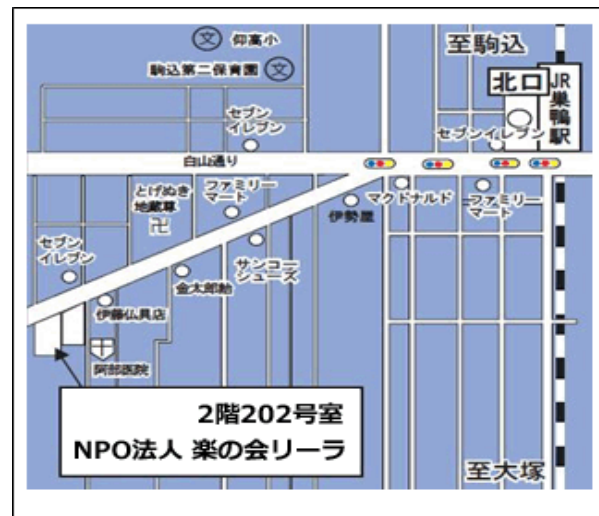 文
仰高小
至駒込
駒込第二保育園
文
北口
JR
巣鴨駅
セブン
イレブン
セブンイレブン
白山通り
とげぬき
地蔵尊
卍
ファミリー
マート
マクドナルド
ファミリー
マート
伊勢屋
セブン
イレブン
サンコー
シューズ
金太郎飴
伊藤仏具店
阿部医院
2階202号室
NPO法人 楽の会リーラ
至大塚